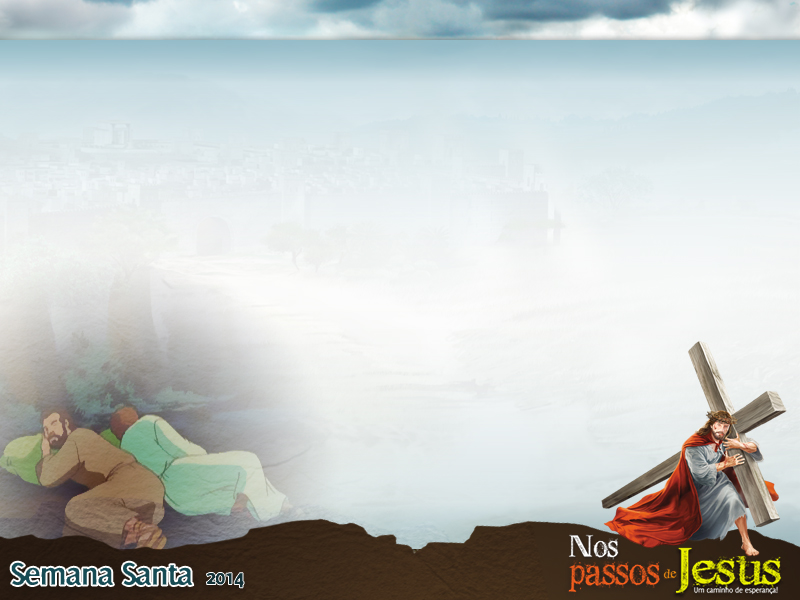 Semana Santa 2014
Nos
passos de Jesus
Um caminho de esperança!